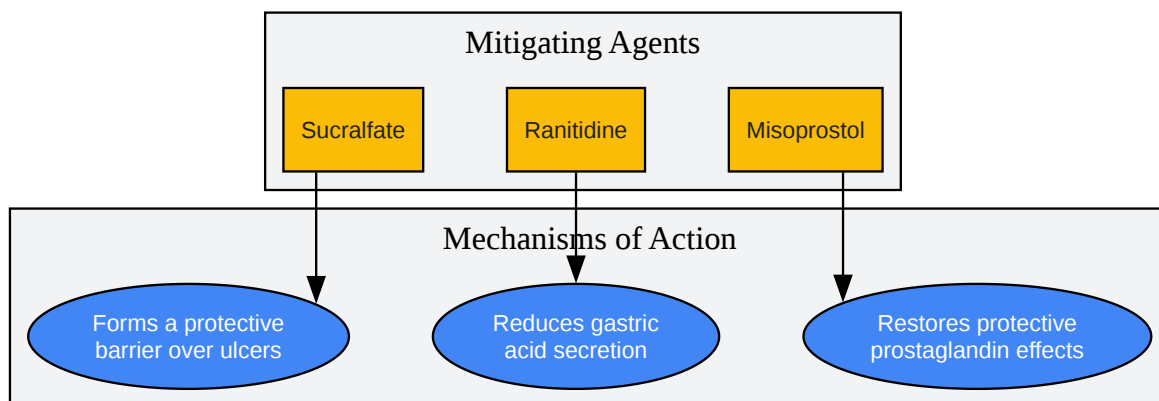 Mitigating Agents
Sucralfate
Ranitidine
Misoprostol
Mechanisms of Action
Forms a protective
barrier over ulcers
Reduces gastric
acid secretion
Restores protective
prostaglandin effects